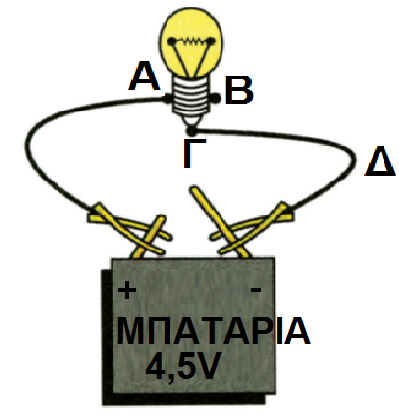 Α Β
Γ
Δ
+ -
ΜΠΑΤΑΡΙΑ
4,5V